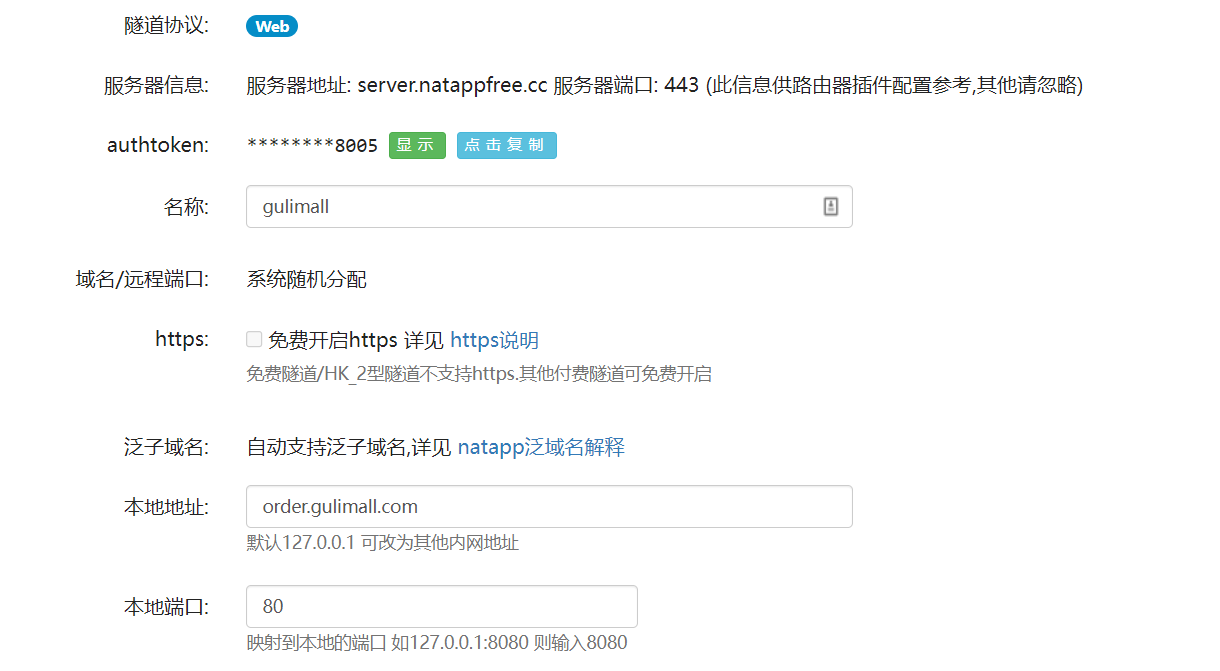 隧道协议: Web
服务器信息: 服务器地址: server.natappfree.cc 服务器端口: 443 (此信息供路由器插件配置参考,其他请忽略)
authtoken: ********8005 显示 点击复制
名称: gulimall
域名/远程端口: 系统随机分配
https: 免费开启https 详见 https说明
免费隧道/HK_2型隧道不支持https.其他付费隧道可免费开启
泛子域名: 自动支持泛子域名,详见 natapp泛域名解释
本地地址: order.gulimall.com
默认127.0.0.1 可改为其他内网地址
本地端口: 80
映射到本地的端口 如127.0.0.1:8080 则输入8080